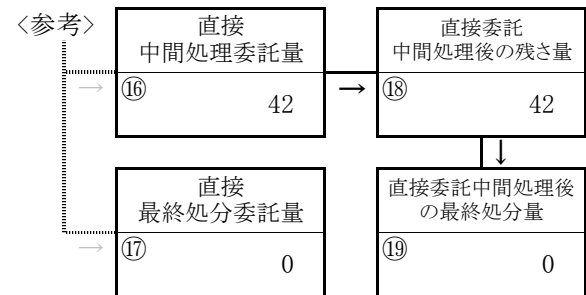 〈参考〉
直接
中間処理委託量
→
⑯
42
→
直接委託
中間処理後の残さ量
⑱
42
↓
直接
最終処分委託量
→
⑰
0
直接委託中間処理後
の最終処分量
⑲
0